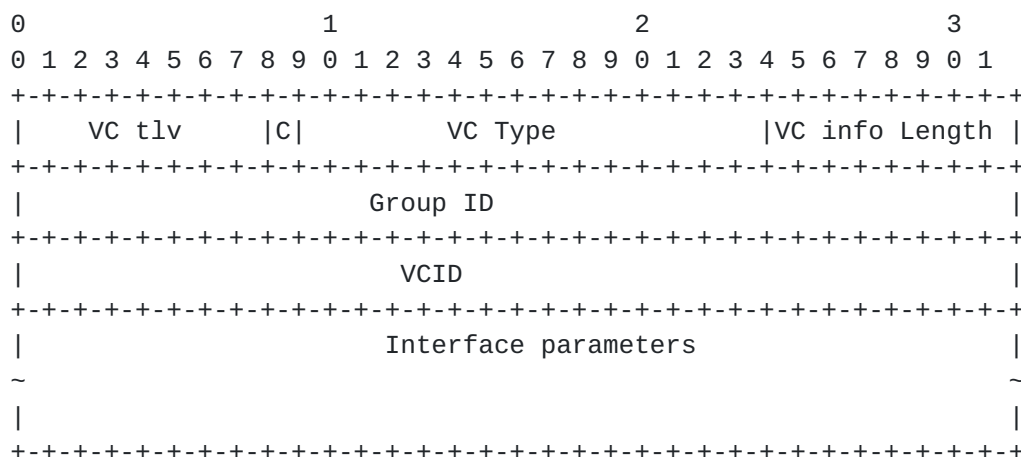 0                   1                   2                   3
0 1 2 3 4 5 6 7 8 9 0 1 2 3 4 5 6 7 8 9 0 1 2 3 4 5 6 7 8 9 0 1
+-+-+-+-+-+-+-+-+-+-+-+-+-+-+-+-+-+-+-+-+-+-+-+-+-+-+-+-+-+-+-+-+
|    VC tlv     |C|         VC Type             |VC info Length |
+-+-+-+-+-+-+-+-+-+-+-+-+-+-+-+-+-+-+-+-+-+-+-+-+-+-+-+-+-+-+-+-+
|                      Group ID                                 |
+-+-+-+-+-+-+-+-+-+-+-+-+-+-+-+-+-+-+-+-+-+-+-+-+-+-+-+-+-+-+-+-+
|                        VCID                                   |
+-+-+-+-+-+-+-+-+-+-+-+-+-+-+-+-+-+-+-+-+-+-+-+-+-+-+-+-+-+-+-+-+
|                       Interface parameters                    |
~                                                               ~
|                                                               |
+-+-+-+-+-+-+-+-+-+-+-+-+-+-+-+-+-+-+-+-+-+-+-+-+-+-+-+-+-+-+-+-+